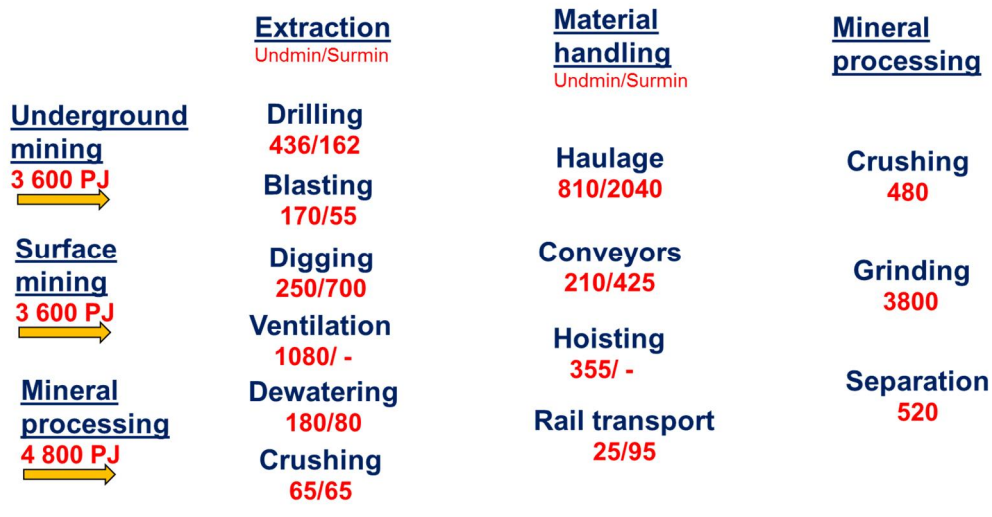 Underground
mining
3 600 PJ
Surface
mining
3 600 PJ
Mineral
processing
4 800 PJ
Extraction
Undmin/Surmin
Drilling
436/162
Blasting
170/55
Digging
250/700
Ventilation
1080/ -
Dewatering
180/80
Crushing
65/65
Material
handling
Undmin/Surmin
Haulage
810/2040
Conveyors
210/425
Hoisting
355/ -
Rail transport
25/95
Mineral
processing
Crushing
480
Grinding
3800
Separation
520